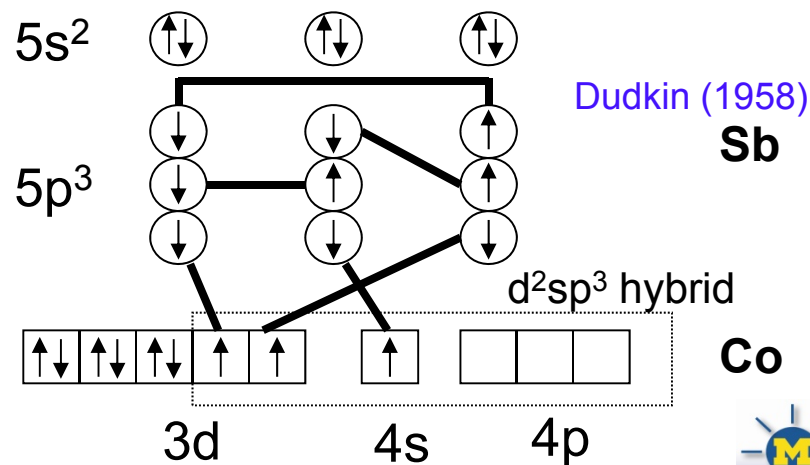 5s²
Dudkin (1958)
Sb
5p³
d²sp³ hybrid
Co
3d
4s
4p
M